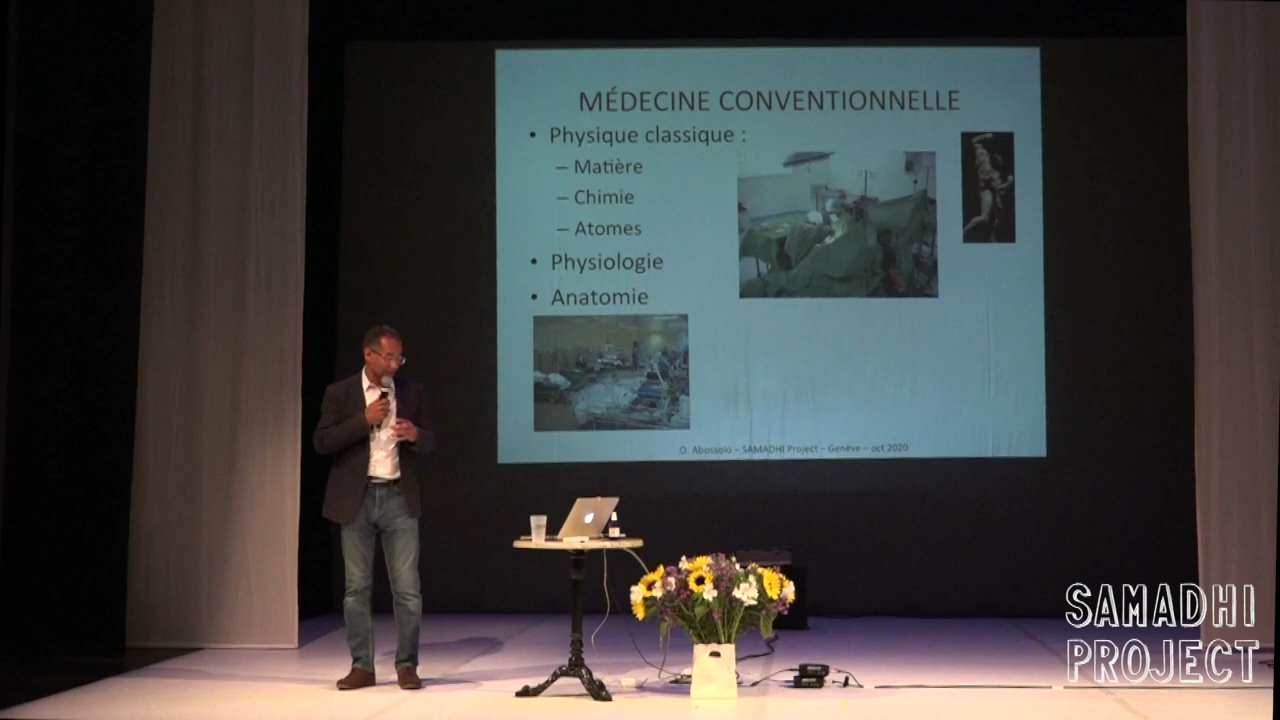 MÉDECINE CONVENTIONNELLE
• Physique classique :
– Matière
– Chimie
– Atomes
• Physiologie
• Anatomie
O. Abossolo – SAMADHI Project – Genève – oct 2020
SAMADHI
PROJECT